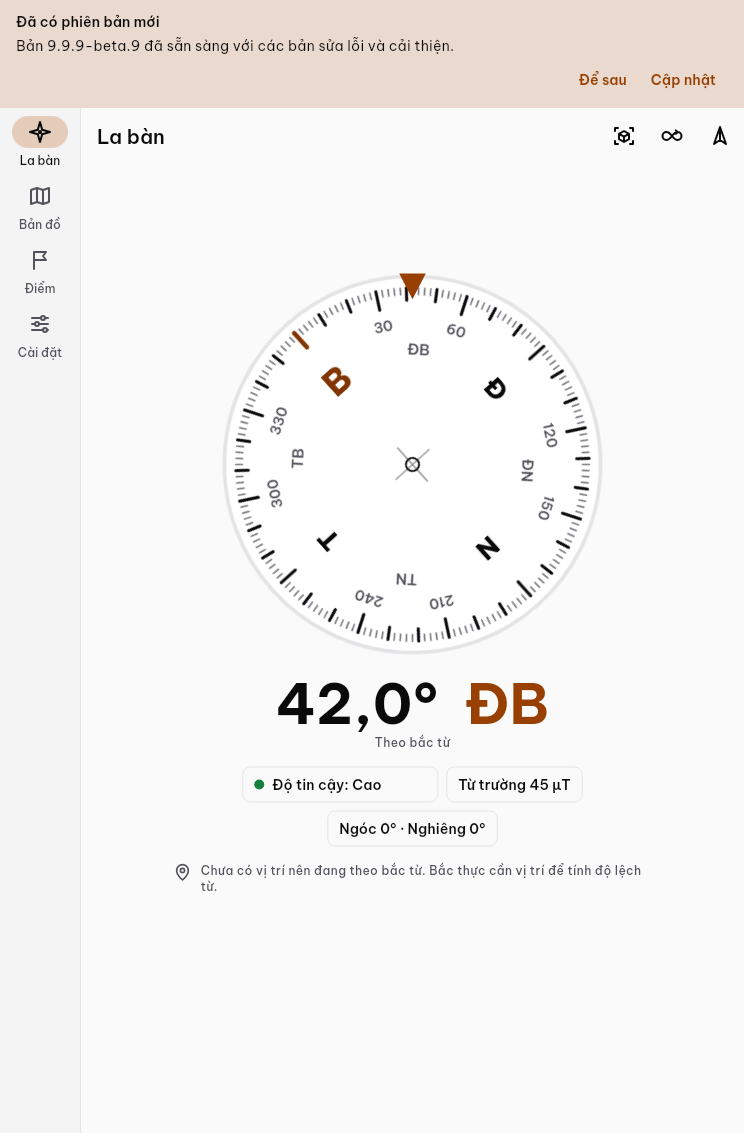 Đã có phiên bản mới
Bản 9.9.9-beta.9 đã sẵn sàng với các bản sửa lỗi và cải thiện.
Để sau
Cập nhật
La bàn
La bàn
Bản đồ
Điểm
Cài đặt
30
60
ĐB
B
Đ
330
120
TB
ĐN
300
150
T
N
TN
240
210
42,0° ĐB
Theo bắc từ
Độ tin cậy: Cao
Từ trường 45 µT
Ngóc 0° · Nghiêng 0°
Chưa có vị trí nên đang theo bắc từ. Bắc thực cần vị trí để tính độ lệch
từ.